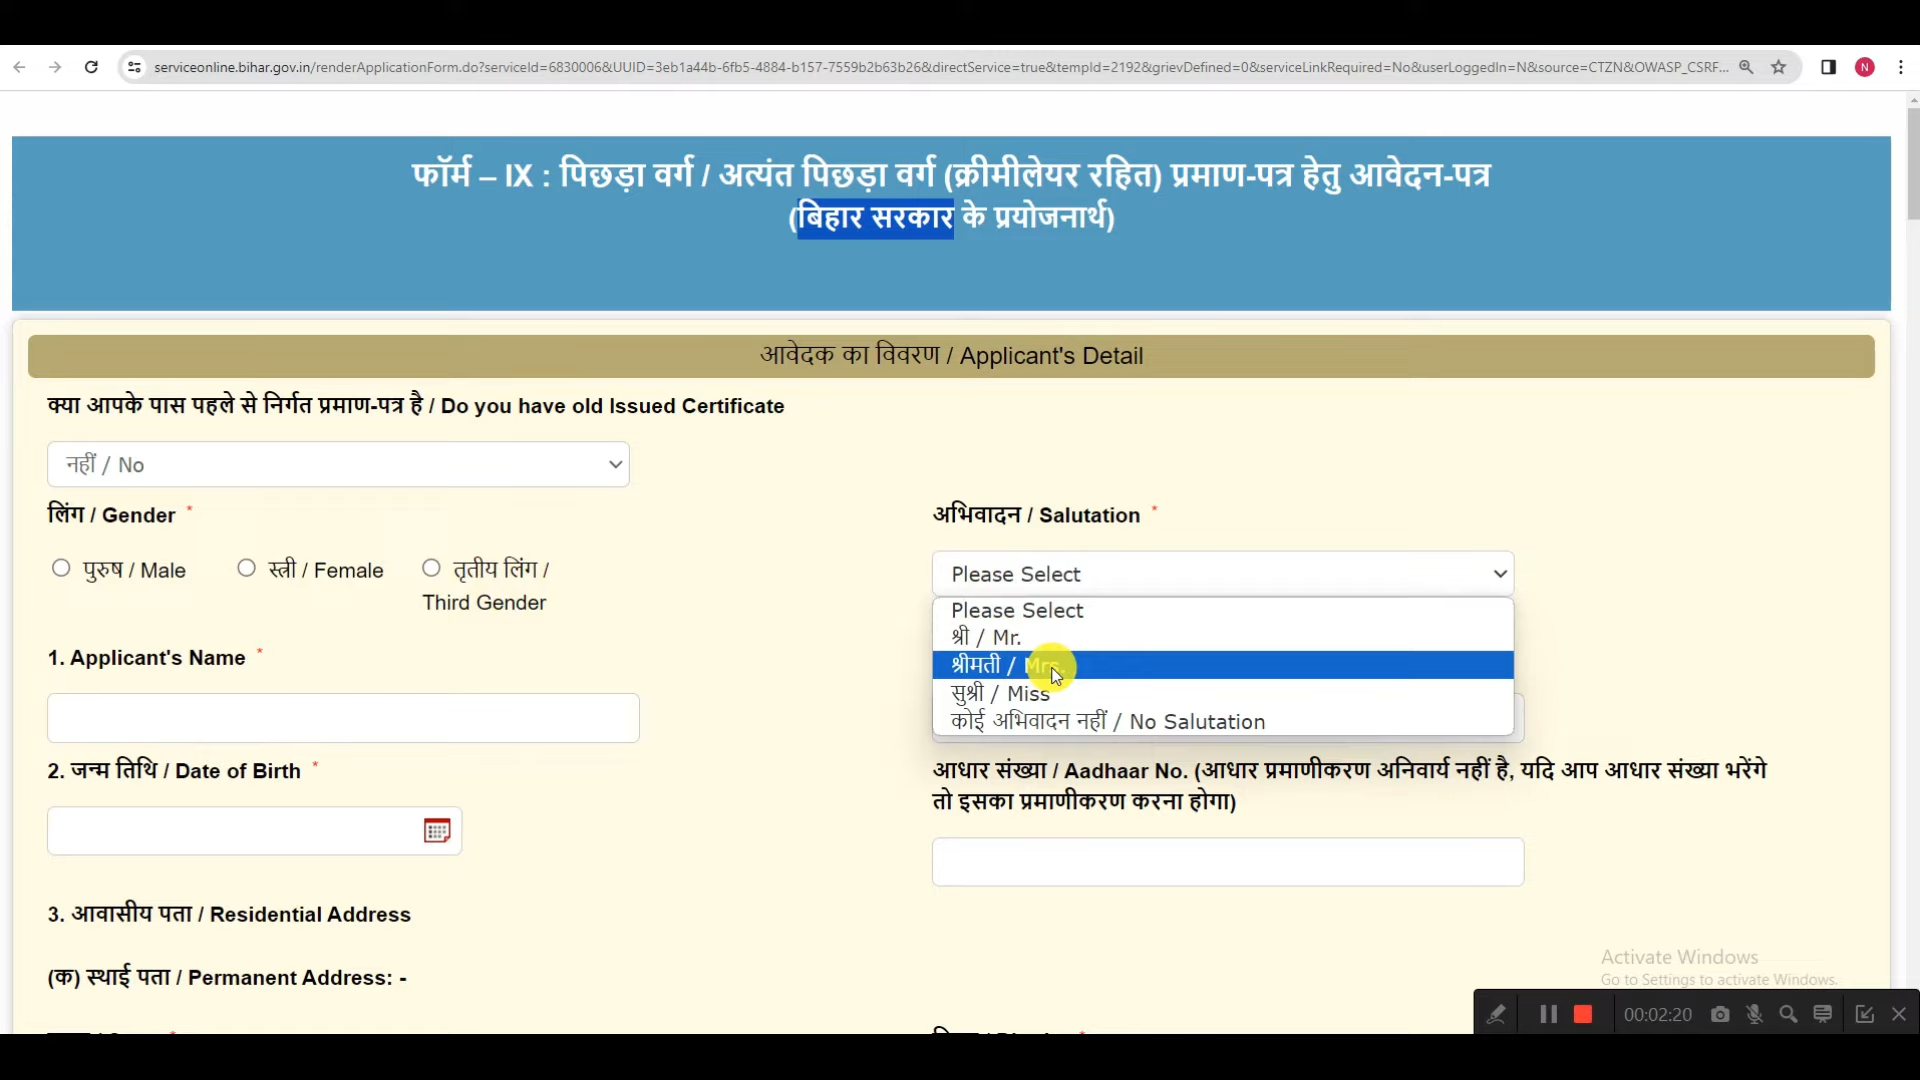 serviceonline.bihar.gov.in/renderApplicationForm.do?serviceId=6830006&UUID=3eb1a44b-6fb5-4884-b157-7559b2b63b26&directService=true&tempId=2192&grievDefined=0&serviceLinkRequired=No&userLoggedIn=N&source=CTZN&OWASP_CSRF...
N
फॉर्म – IX : पिछड़ा वर्ग / अत्यंत पिछड़ा वर्ग (क्रीमीलेयर रहित) प्रमाण-पत्र हेतु आवेदन-पत्र
(बिहार सरकार के प्रयोजनार्थ)
आवेदक का विवरण / Applicant's Detail
क्या आपके पास पहले से निर्गत प्रमाण-पत्र है / Do you have old Issued Certificate
नहीं / No
लिंग / Gender *
अभिवादन / Salutation *
पुरुष / Male
स्त्री / Female
तृतीय लिंग /
Third Gender
Please Select
Please Select
श्री / Mr.
श्रीमती / Mrs.
सुश्री / Miss
कोई अभिवादन नहीं / No Salutation
1. Applicant's Name *
2. जन्म तिथि / Date of Birth *
आधार संख्या / Aadhaar No. (आधार प्रमाणीकरण अनिवार्य नहीं है, यदि आप आधार संख्या भरेंगे
तो इसका प्रमाणीकरण करना होगा)
3. आवासीय पता / Residential Address
(क) स्थाई पता / Permanent Address: -
Activate Windows
Go to Settings to activate Windows.
00:02:20